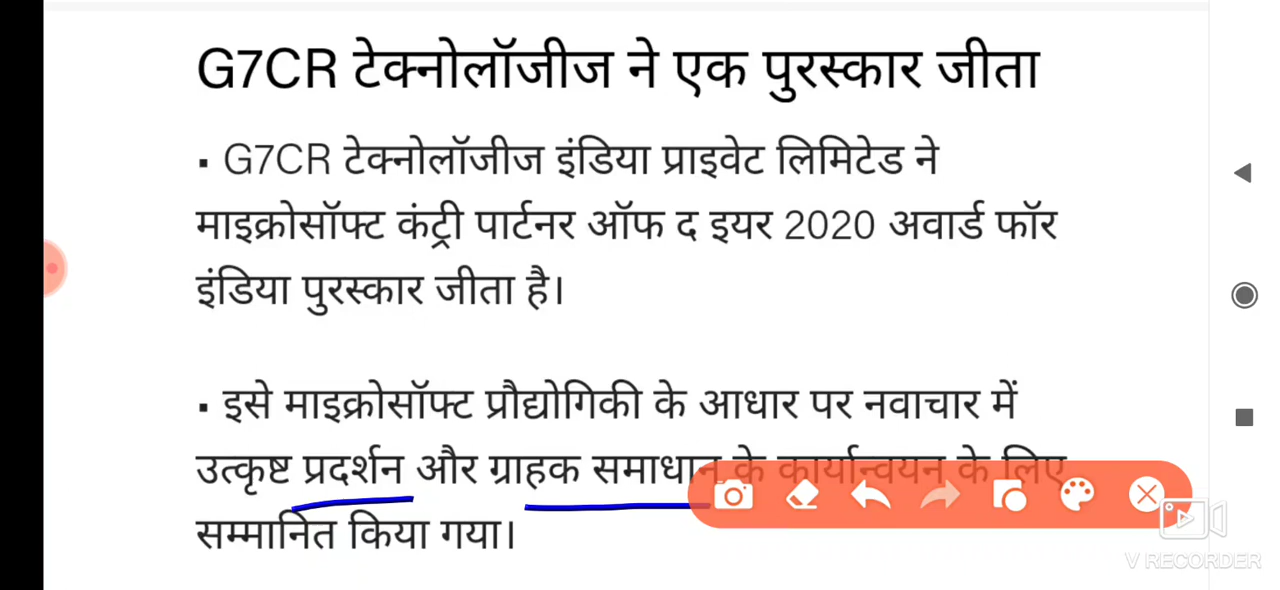 G7CR टेक्नोलॉजीज ने एक पुरस्कार जीता
▪ G7CR टेक्नोलॉजीज इंडिया प्राइवेट लिमिटेड ने
माइक्रोसॉफ्ट कंट्री पार्टनर ऑफ द इयर 2020 अवार्ड फॉर
इंडिया पुरस्कार जीता है।
▪ इसे माइक्रोसॉफ्ट प्रौद्योगिकी के आधार पर नवाचार में
उत्कृष्ट प्रदर्शन और ग्राहक समाधान के कार्यान्वयन के लिए
सम्मानित किया गया।
V RECORDER